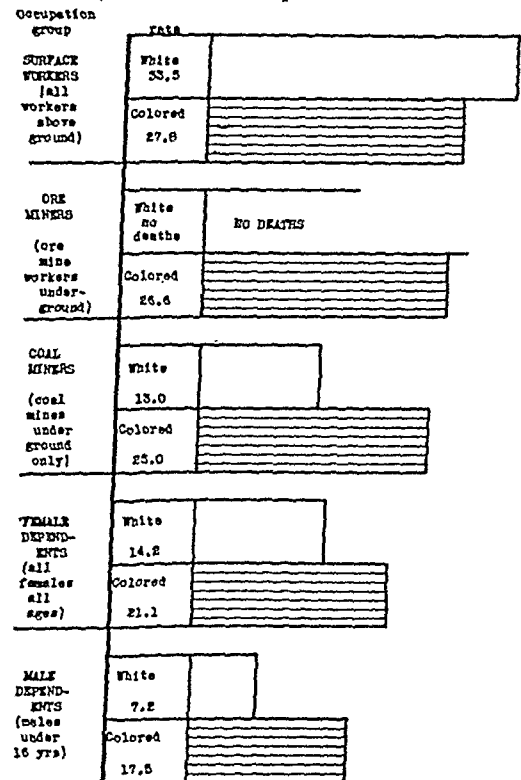 Occupation
group
rate
SURFACE
WORKERS
(all
workers
above
ground)
White
33.5
Colored
27.8
ORE
MINERS
(ore
mine
workers
under-
ground)
White
no
deaths
NO DEATHS
Colored
26.6
COAL
MINERS
(coal
mines
under
ground
only)
White
13.0
Colored
25.0
FEMALE
DEPEND-
ENTS
(all
females
all
ages)
White
14.2
Colored
21.1
MALE
DEPEND-
ENTS
(males
under
16 yrs)
White
7.2
Colored
17.5